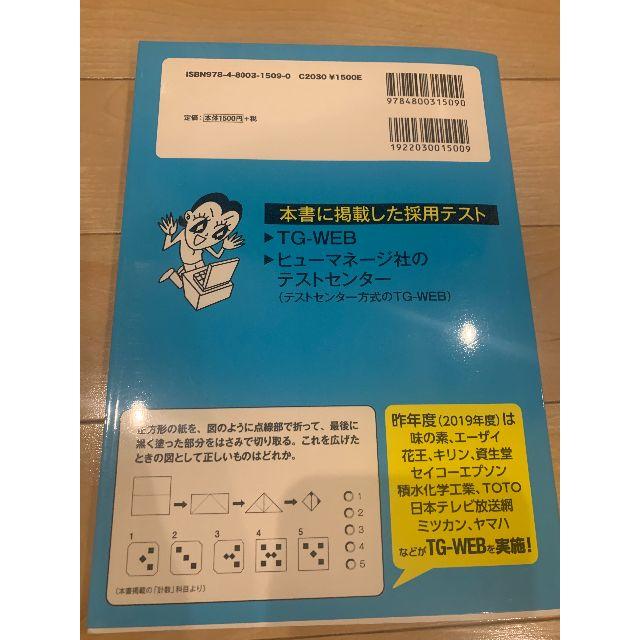 ISBN978-4-8003-1509-0 C2030 ¥1500E
9784800315090
定価：本体1500円+税
1922030015009
本書に掲載した採用テスト
▶TG-WEB
▶ヒューマネージ社の
テストセンター
（テストセンター方式のTG-WEB）
正方形の紙を、図のように点線部で折って、最後に
黒く塗った部分をはさみで切り取る。これを広げた
ときの図として正しいものはどれか。
1
2
3
4
5
1 2 3 4 5
（本書掲載の「計数」科目より）
昨年度（2019年度）は
味の素、エーザイ
花王、キリン、資生堂
セイコーエプソン
積水化学工業、TOTO
日本テレビ放送網
ミツカン、ヤマハ
などがTG-WEBを実施！